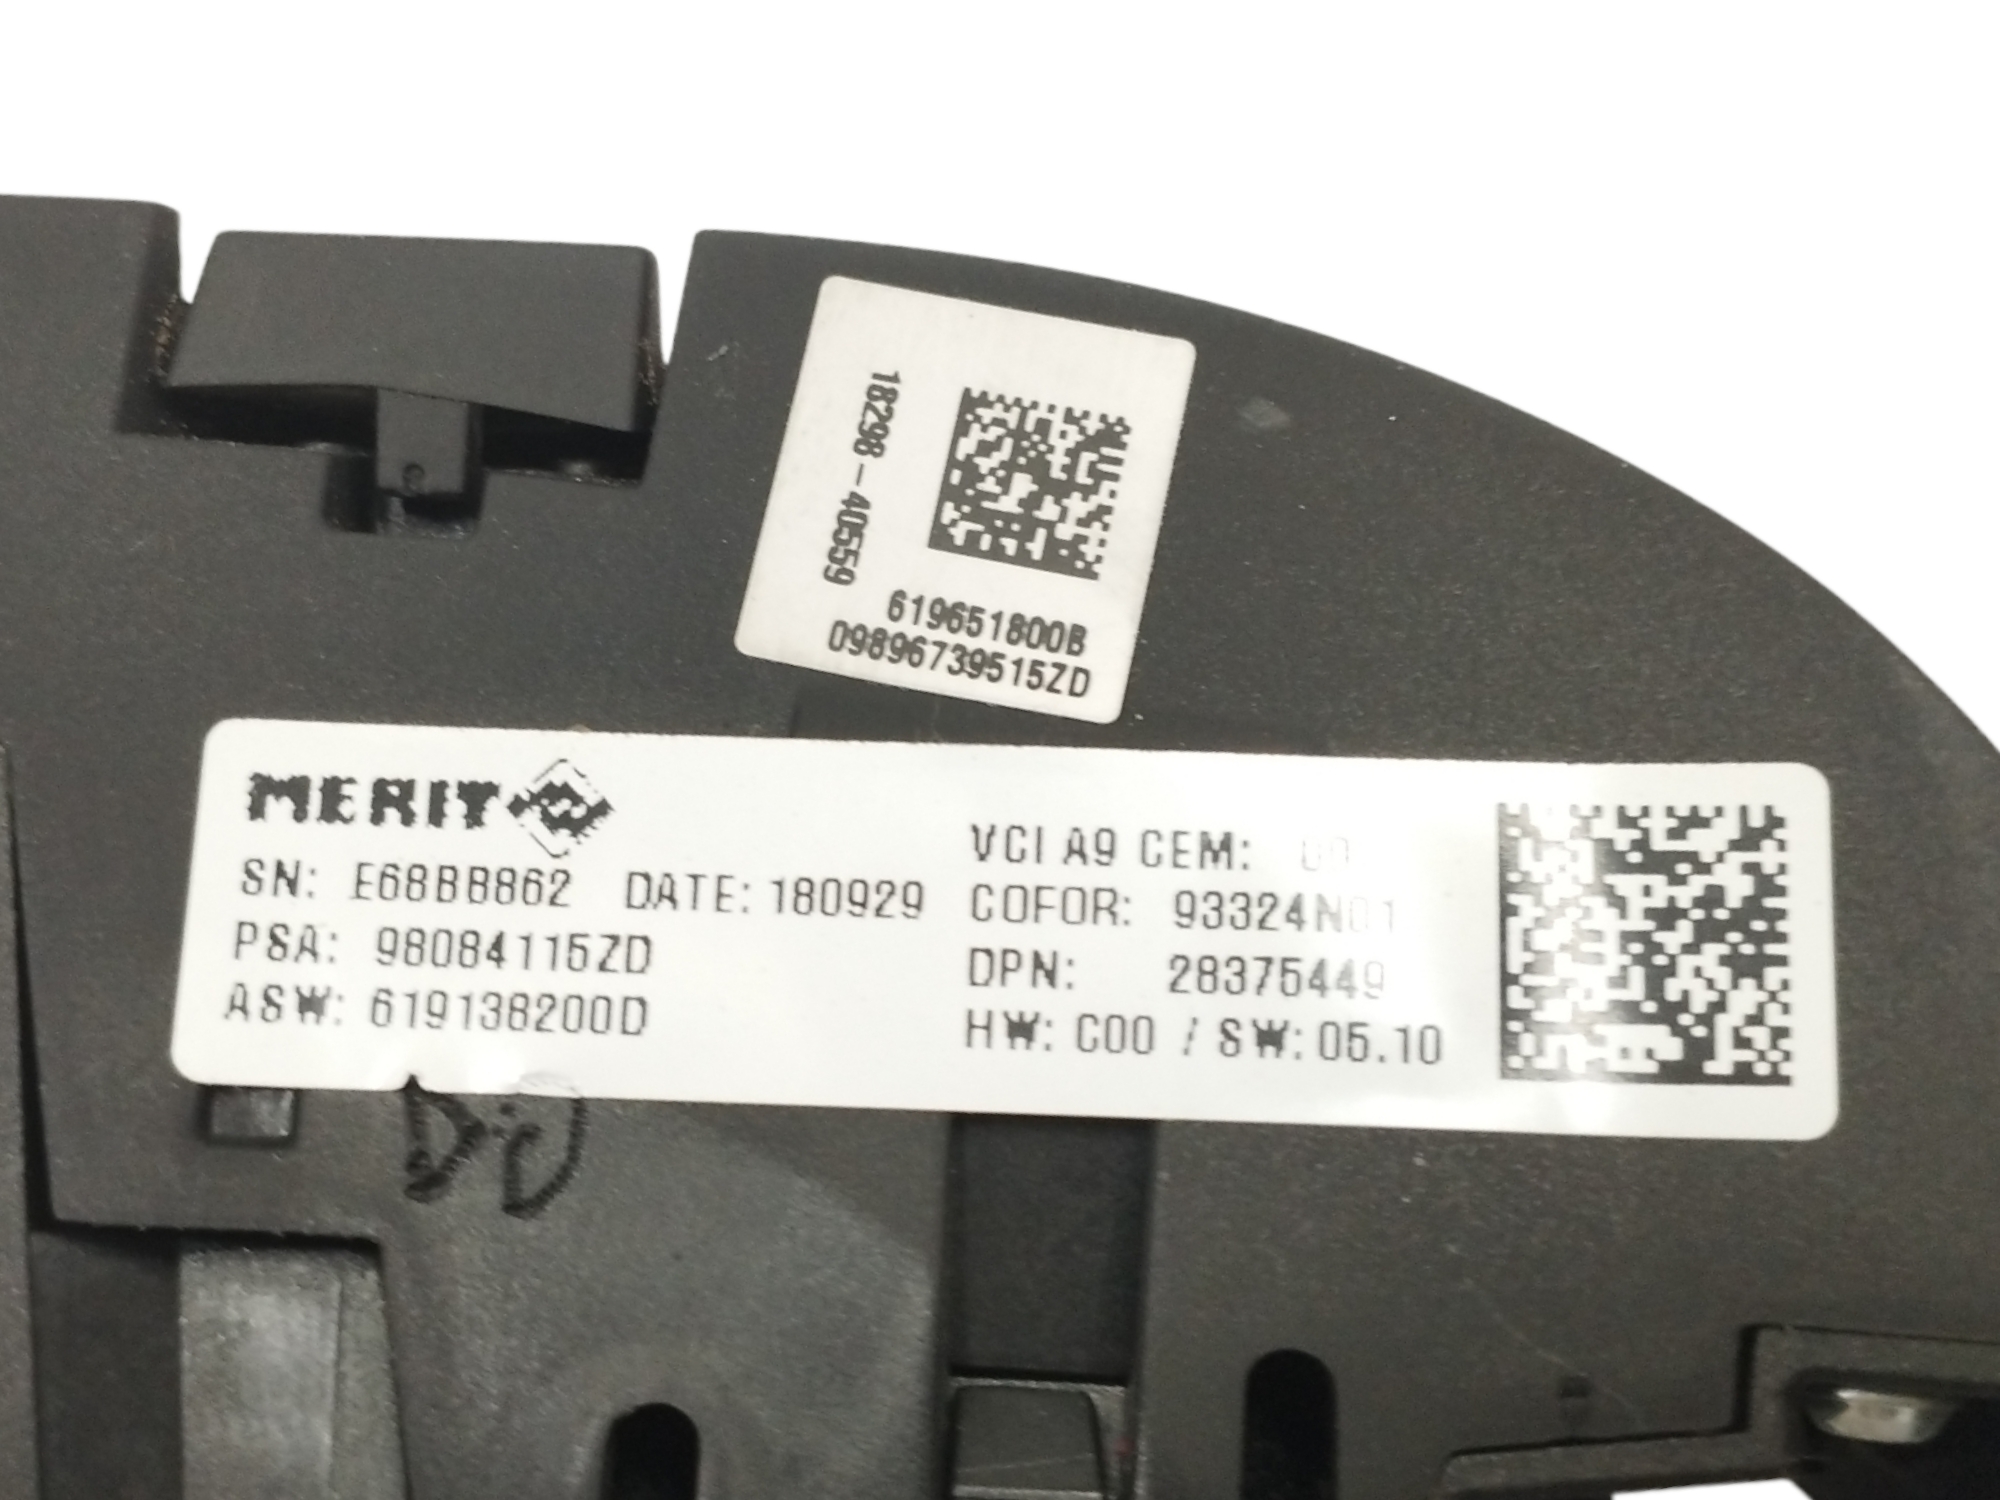 18298-40559
619651800B
09896739515ZD
MERIT
SN: E68BB862 DATE: 180929
PSA: 98084115ZD
ASW: 619138200D
VCI A9 CEM:
COFOR: 93324N01
DPN: 28375449
HW: C00 / SW: 05.10